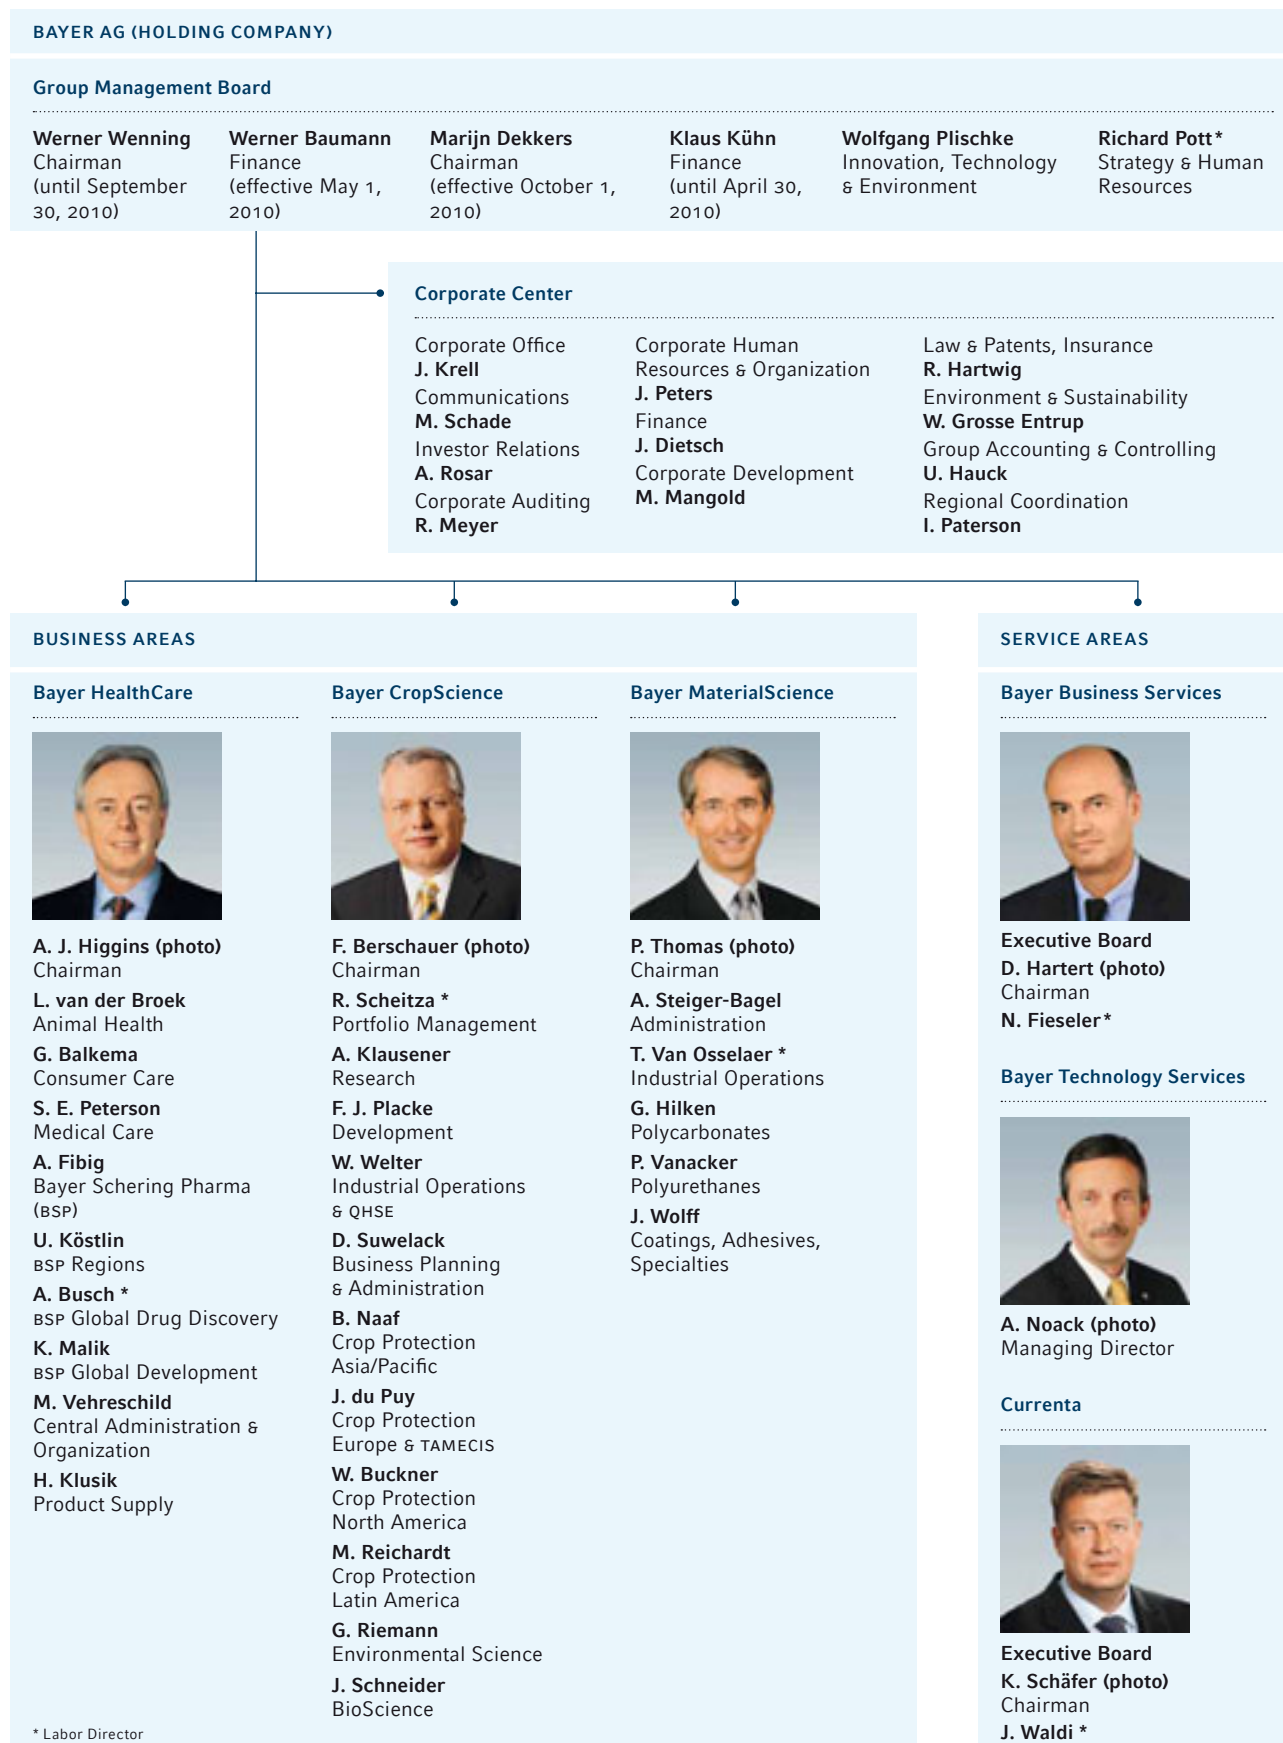 BAYER AG (HOLDING COMPANY)
Group Management Board
Werner Wenning
Chairman
(until September
30, 2010)
Werner Baumann
Finance
(effective May 1,
2010)
Marijn Dekkers
Chairman
(effective October 1,
2010)
Klaus Kühn
Finance
(until April 30,
2010)
Wolfgang Plischke
Innovation, Technology
& Environment
Richard Pott*
Strategy & Human
Resources
Corporate Center
Corporate Office
J. Krell
Communications
M. Schade
Investor Relations
A. Rosar
Corporate Auditing
R. Meyer
Corporate Human
Resources & Organization
J. Peters
Finance
J. Dietsch
Corporate Development
M. Mangold
Law & Patents, Insurance
R. Hartwig
Environment & Sustainability
W. Grosse Entrup
Group Accounting & Controlling
U. Hauck
Regional Coordination
I. Paterson
BUSINESS AREAS
Bayer HealthCare
A. J. Higgins (photo)
Chairman
L. van der Broek
Animal Health
G. Balkema
Consumer Care
S. E. Peterson
Medical Care
A. Fibig
Bayer Schering Pharma
(BSP)
U. Köstlin
BSP Regions
A. Busch *
BSP Global Drug Discovery
K. Malik
BSP Global Development
M. Vehreschild
Central Administration &
Organization
H. Klusik
Product Supply
Bayer CropScience
F. Berschauer (photo)
Chairman
R. Scheitza *
Portfolio Management
A. Klausener
Research
F. J. Placke
Development
W. Welter
Industrial Operations
& QHSE
D. Suwelack
Business Planning
& Administration
B. Naaf
Crop Protection
Asia/Pacific
J. du Puy
Crop Protection
Europe & TAMECIS
W. Buckner
Crop Protection
North America
M. Reichardt
Crop Protection
Latin America
G. Riemann
Environmental Science
J. Schneider
BioScience
Bayer MaterialScience
P. Thomas (photo)
Chairman
A. Steiger-Bagel
Administration
T. Van Osselaer *
Industrial Operations
G. Hilken
Polycarbonates
P. Vanacker
Polyurethanes
J. Wolff
Coatings, Adhesives,
Specialties
SERVICE AREAS
Bayer Business Services
Executive Board
D. Hartert (photo)
Chairman
N. Fieseler*
Bayer Technology Services
A. Noack (photo)
Managing Director
Currenta
Executive Board
K. Schäfer (photo)
Chairman
J. Waldi *
* Labor Director